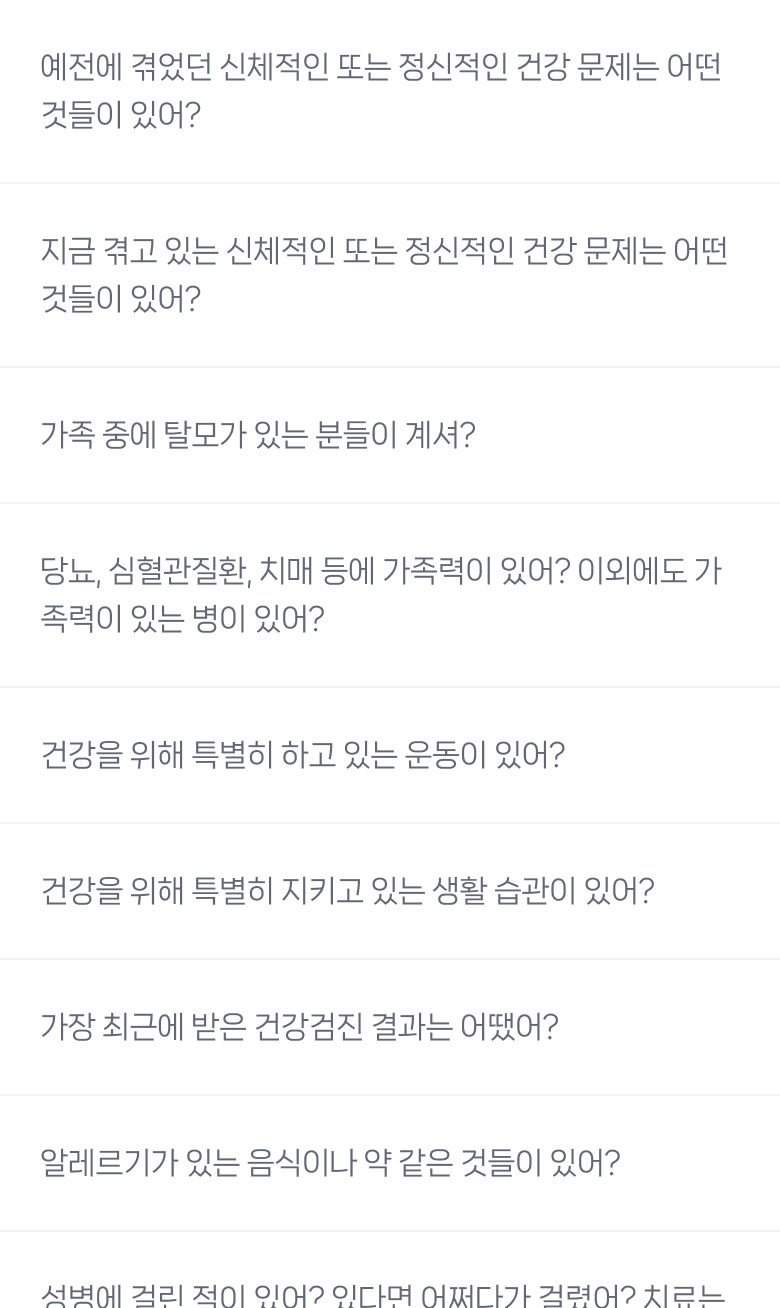 예전에 겪었던 신체적인 또는 정신적인 건강 문제는 어떤
것들이 있어?
지금 겪고 있는 신체적인 또는 정신적인 건강 문제는 어떤
것들이 있어?
가족 중에 탈모가 있는 분들이 계셔?
당뇨, 심혈관질환, 치매 등에 가족력이 있어? 이외에도 가
족력이 있는 병이 있어?
건강을 위해 특별히 하고 있는 운동이 있어?
건강을 위해 특별히 지키고 있는 생활 습관이 있어?
가장 최근에 받은 건강검진 결과는 어땠어?
알레르기가 있는 음식이나 약 같은 것들이 있어?
성병에 걸린 적이 있어? 있다면 어쩌다가 걸렸어? 치료는